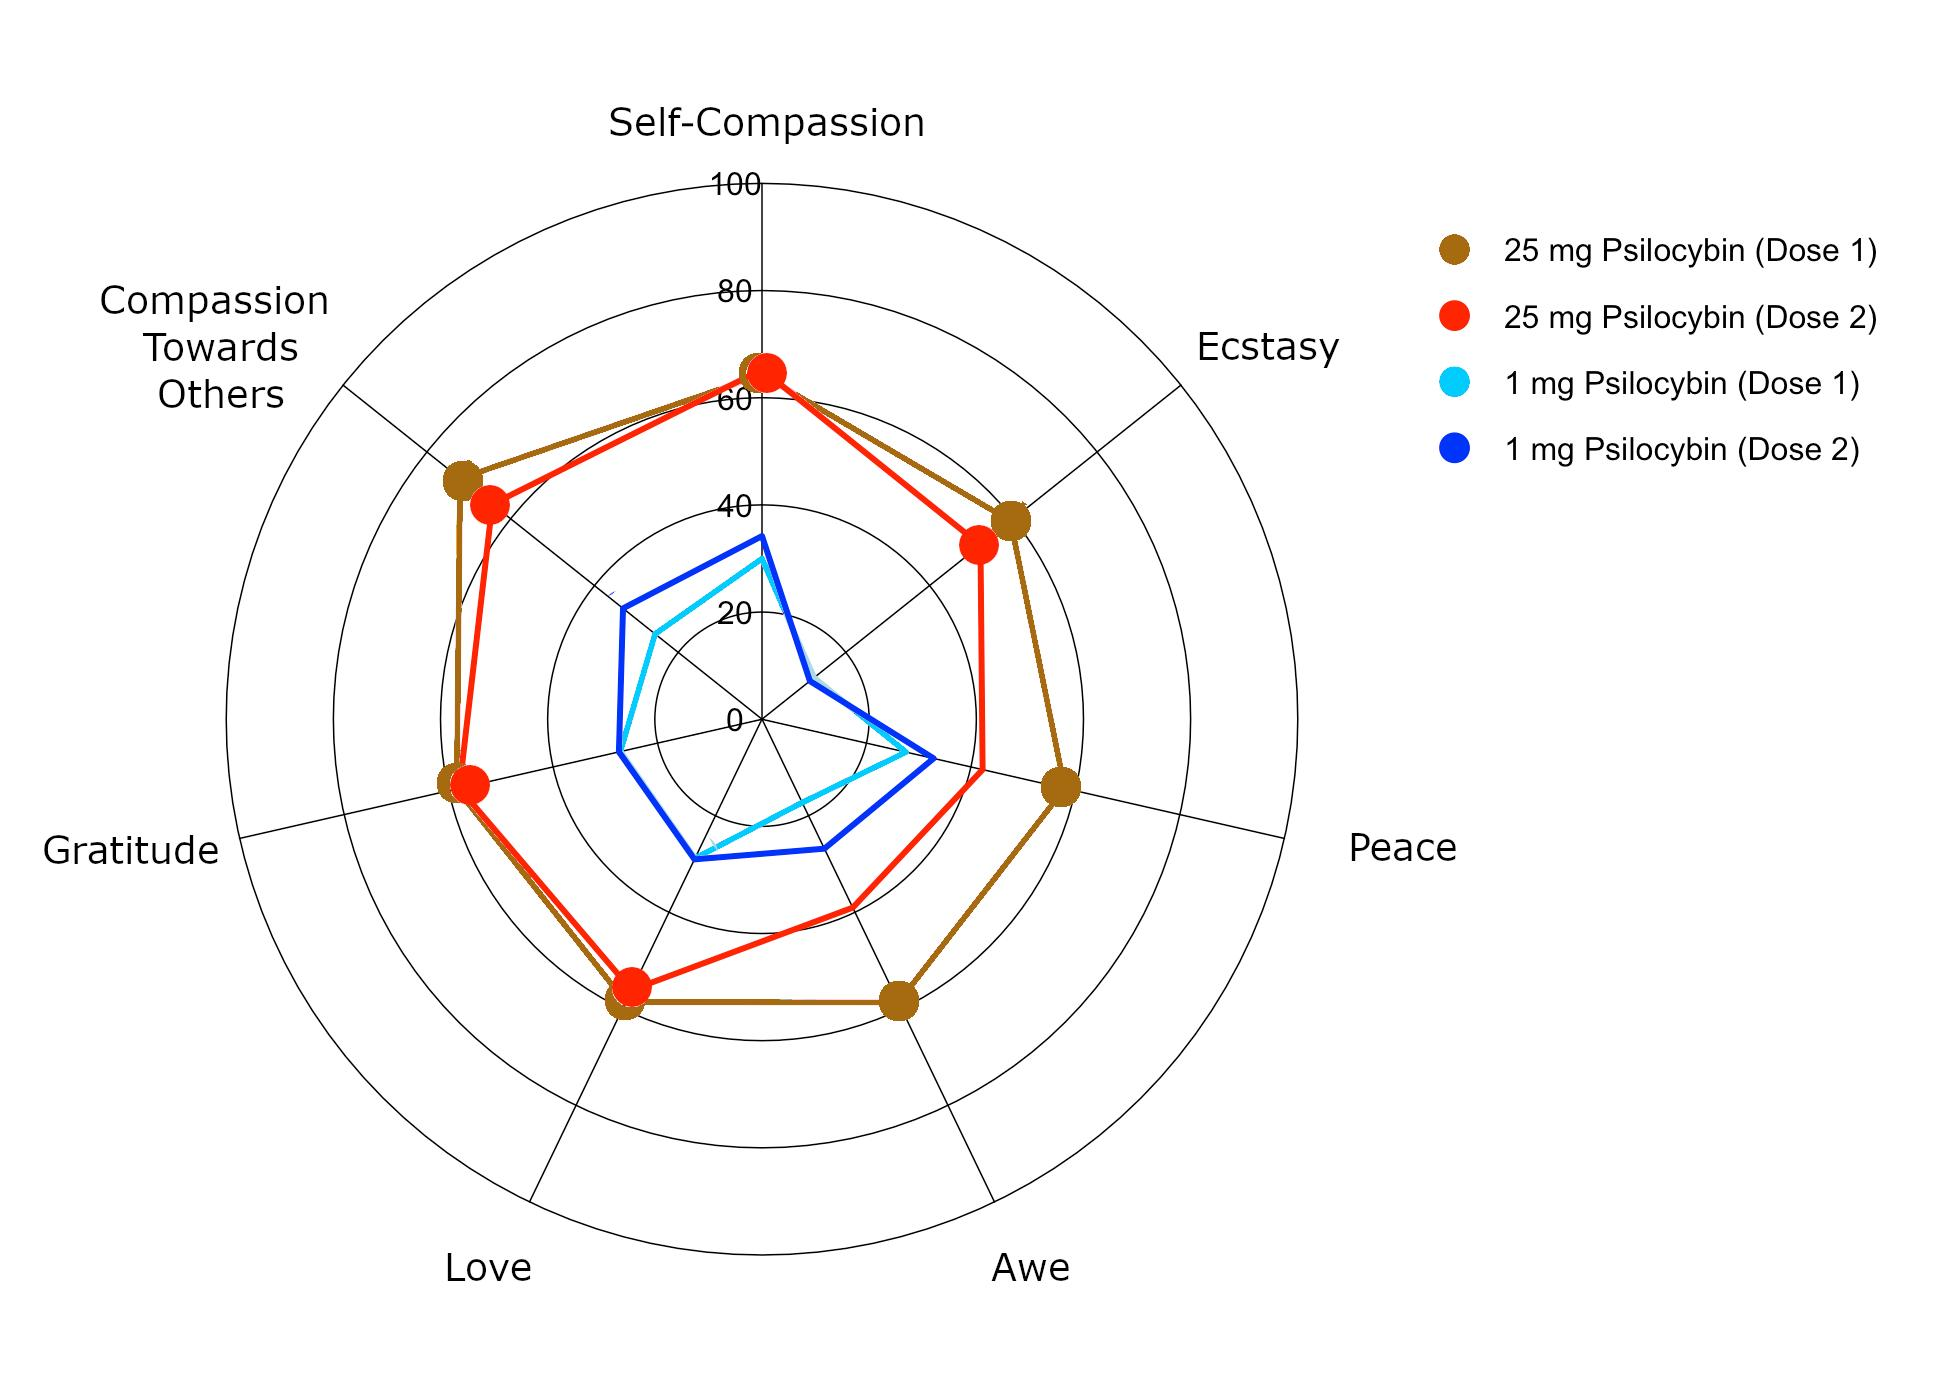 Self-Compassion
100
80
60
40
20
0
Compassion
Towards
Others
Ecstasy
Gratitude
Peace
Love
Awe
25 mg Psilocybin (Dose 1)
25 mg Psilocybin (Dose 2)
1 mg Psilocybin (Dose 1)
1 mg Psilocybin (Dose 2)